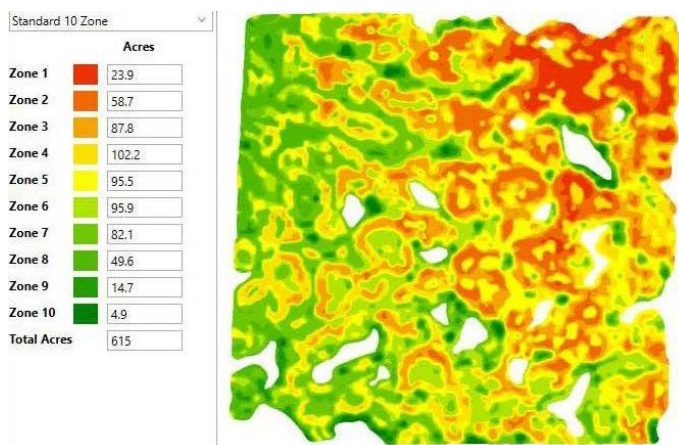 Standard 10 Zone
Acres
Zone 1 23.9
Zone 2 58.7
Zone 3 87.8
Zone 4 102.2
Zone 5 95.5
Zone 6 95.9
Zone 7 82.1
Zone 8 49.6
Zone 9 14.7
Zone 10 4.9
Total Acres 615